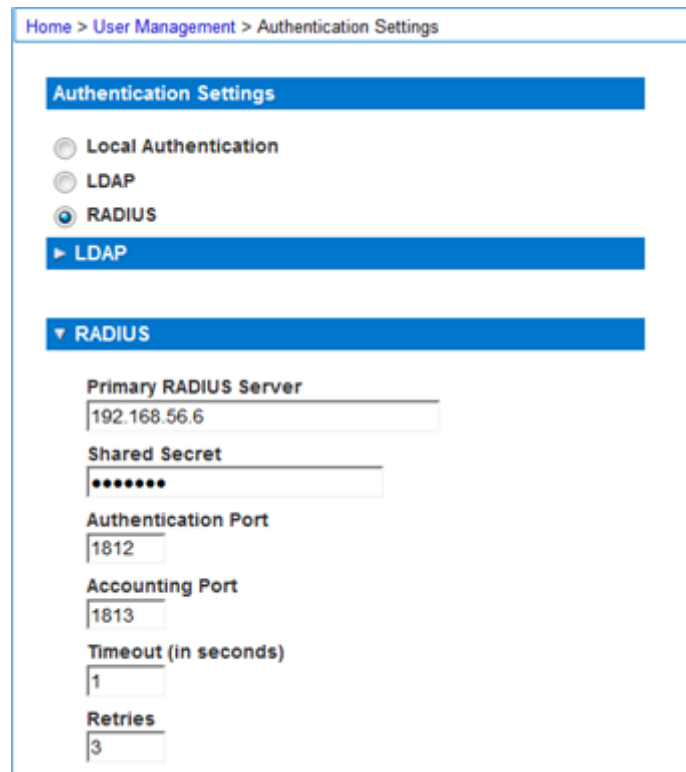 Home > User Management > Authentication Settings
Authentication Settings
Local Authentication
LDAP
RADIUS
► LDAP
▼ RADIUS
Primary RADIUS Server
192.168.56.6
Shared Secret
•••••••
Authentication Port
1812
Accounting Port
1813
Timeout (in seconds)
1
Retries
3